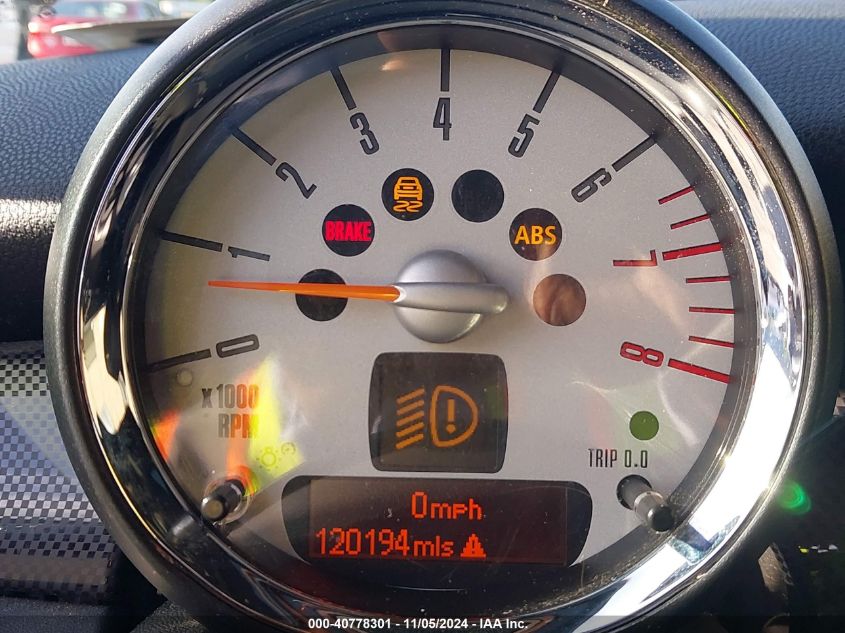 0
1
2
3
4
5
6
7
8
BRAKE
ABS
x 1000
RPM
TRIP 0.0
0mph
120194mls
000-40778301 - 11/05/2024 - IAA Inc.